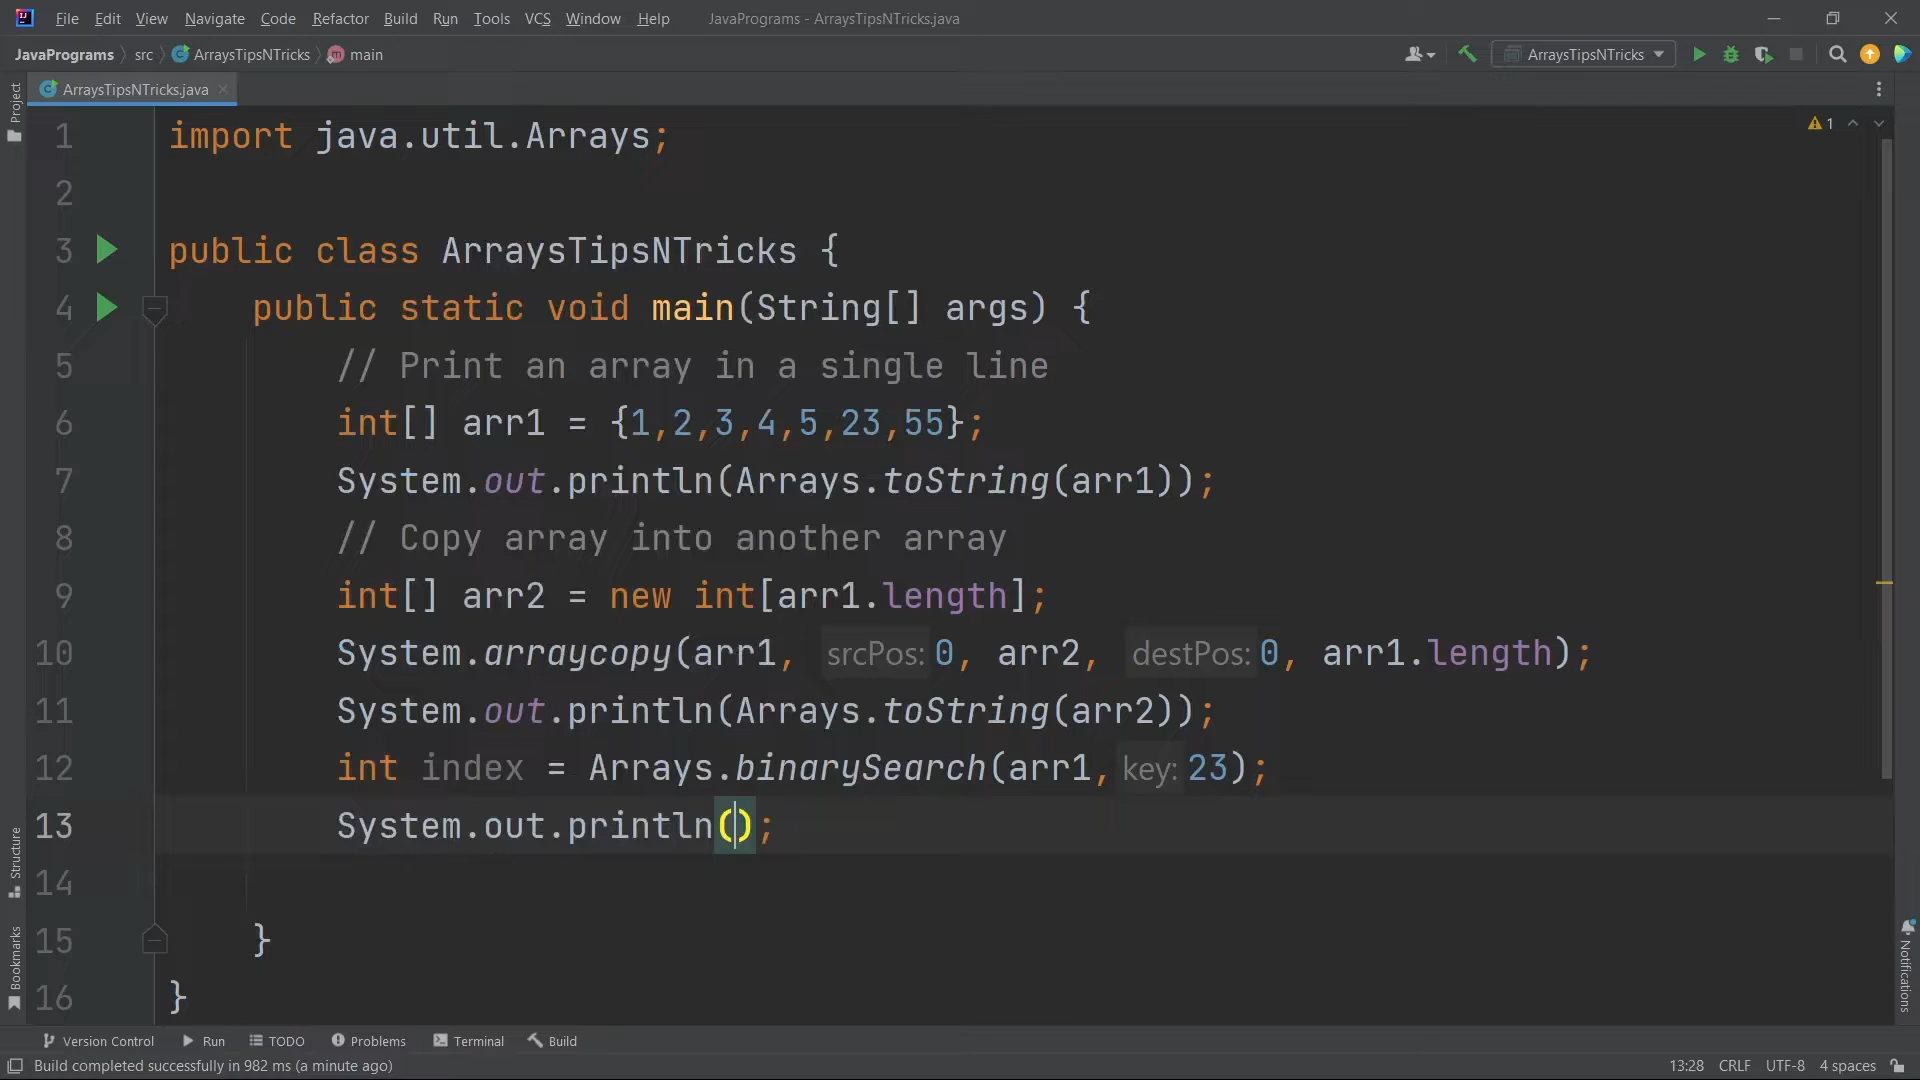 File Edit View Navigate Code Refactor Build Run Tools VCS Window Help JavaPrograms - ArraysTipsNTricks.java
JavaPrograms src ArraysTipsNTricks main ArraysTipsNTricks
Project
ArraysTipsNTricks.java
1 import java.util.Arrays;
1
2
3 public class ArraysTipsNTricks {
4 public static void main(String[] args) {
5 // Print an array in a single line
6 int[] arr1 = {1,2,3,4,5,23,55};
7 System.out.println(Arrays.toString(arr1));
8 // Copy array into another array
9 int[] arr2 = new int[arr1.length];
10 System.arraycopy(arr1, srcPos: 0, arr2, destPos: 0, arr1.length);
11 System.out.println(Arrays.toString(arr2));
12 int index = Arrays.binarySearch(arr1, key: 23);
13 System.out.println();
14
15 }
16 }
Structure
Bookmarks
Notifications
Version Control Run TODO Problems Terminal Build
Build completed successfully in 982 ms (a minute ago) 13:28 CRLF UTF-8 4 spaces